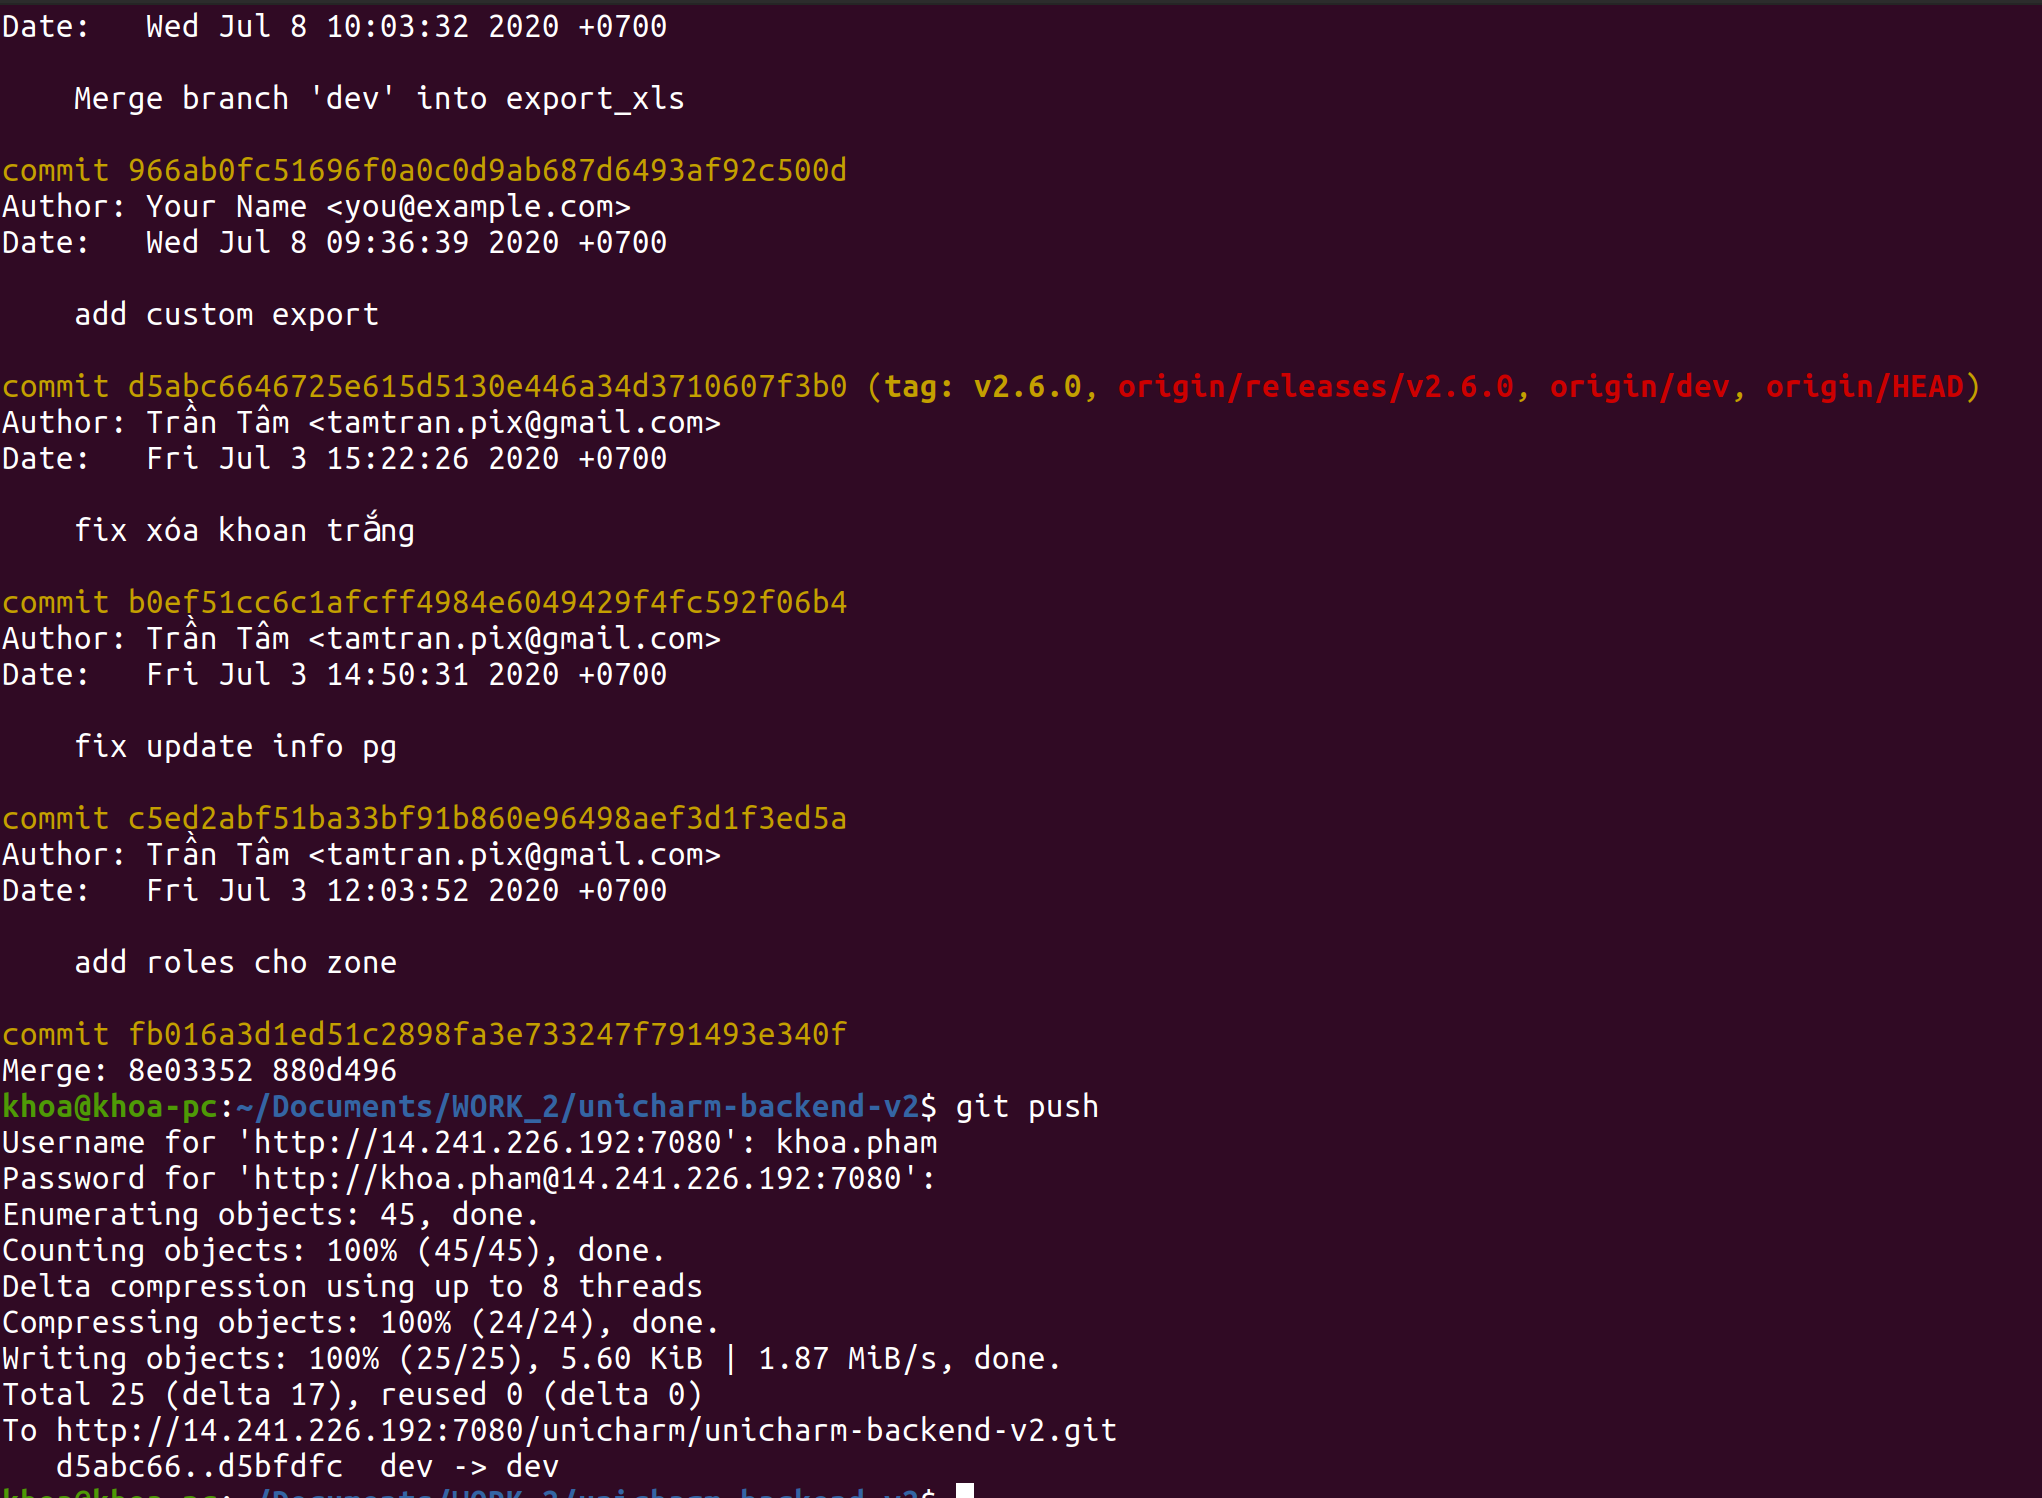 Date:   Wed Jul 8 10:03:32 2020 +0700
    Merge branch 'dev' into export_xls
commit 966ab0fc51696f0a0c0d9ab687d6493af92c500d
Author: Your Name <you@example.com>
Date:   Wed Jul 8 09:36:39 2020 +0700
    add custom export
commit d5abc6646725e615d5130e446a34d3710607f3b0 (tag: v2.6.0, origin/releases/v2.6.0, origin/dev, origin/HEAD)
Author: Trần Tâm <tamtran.pix@gmail.com>
Date:   Fri Jul 3 15:22:26 2020 +0700
    fix xóa khoan trắng
commit b0ef51cc6c1afcff4984e6049429f4fc592f06b4
Author: Trần Tâm <tamtran.pix@gmail.com>
Date:   Fri Jul 3 14:50:31 2020 +0700
    fix update info pg
commit c5ed2abf51ba33bf91b860e96498aef3d1f3ed5a
Author: Trần Tâm <tamtran.pix@gmail.com>
Date:   Fri Jul 3 12:03:52 2020 +0700
    add roles cho zone
commit fb016a3d1ed51c2898fa3e733247f791493e340f
Merge: 8e03352 880d496
khoa@khoa-pc:~/Documents/WORK_2/unicharm-backend-v2$ git push
Username for 'http://14.241.226.192:7080': khoa.pham
Password for 'http://khoa.pham@14.241.226.192:7080':
Enumerating objects: 45, done.
Counting objects: 100% (45/45), done.
Delta compression using up to 8 threads
Compressing objects: 100% (24/24), done.
Writing objects: 100% (25/25), 5.60 KiB | 1.87 MiB/s, done.
Total 25 (delta 17), reused 0 (delta 0)
To http://14.241.226.192:7080/unicharm/unicharm-backend-v2.git
   d5abc66..d5bfdfc  dev -> dev
khoa@khoa-pc:~/Documents/WORK_2/unicharm-backend-v2$